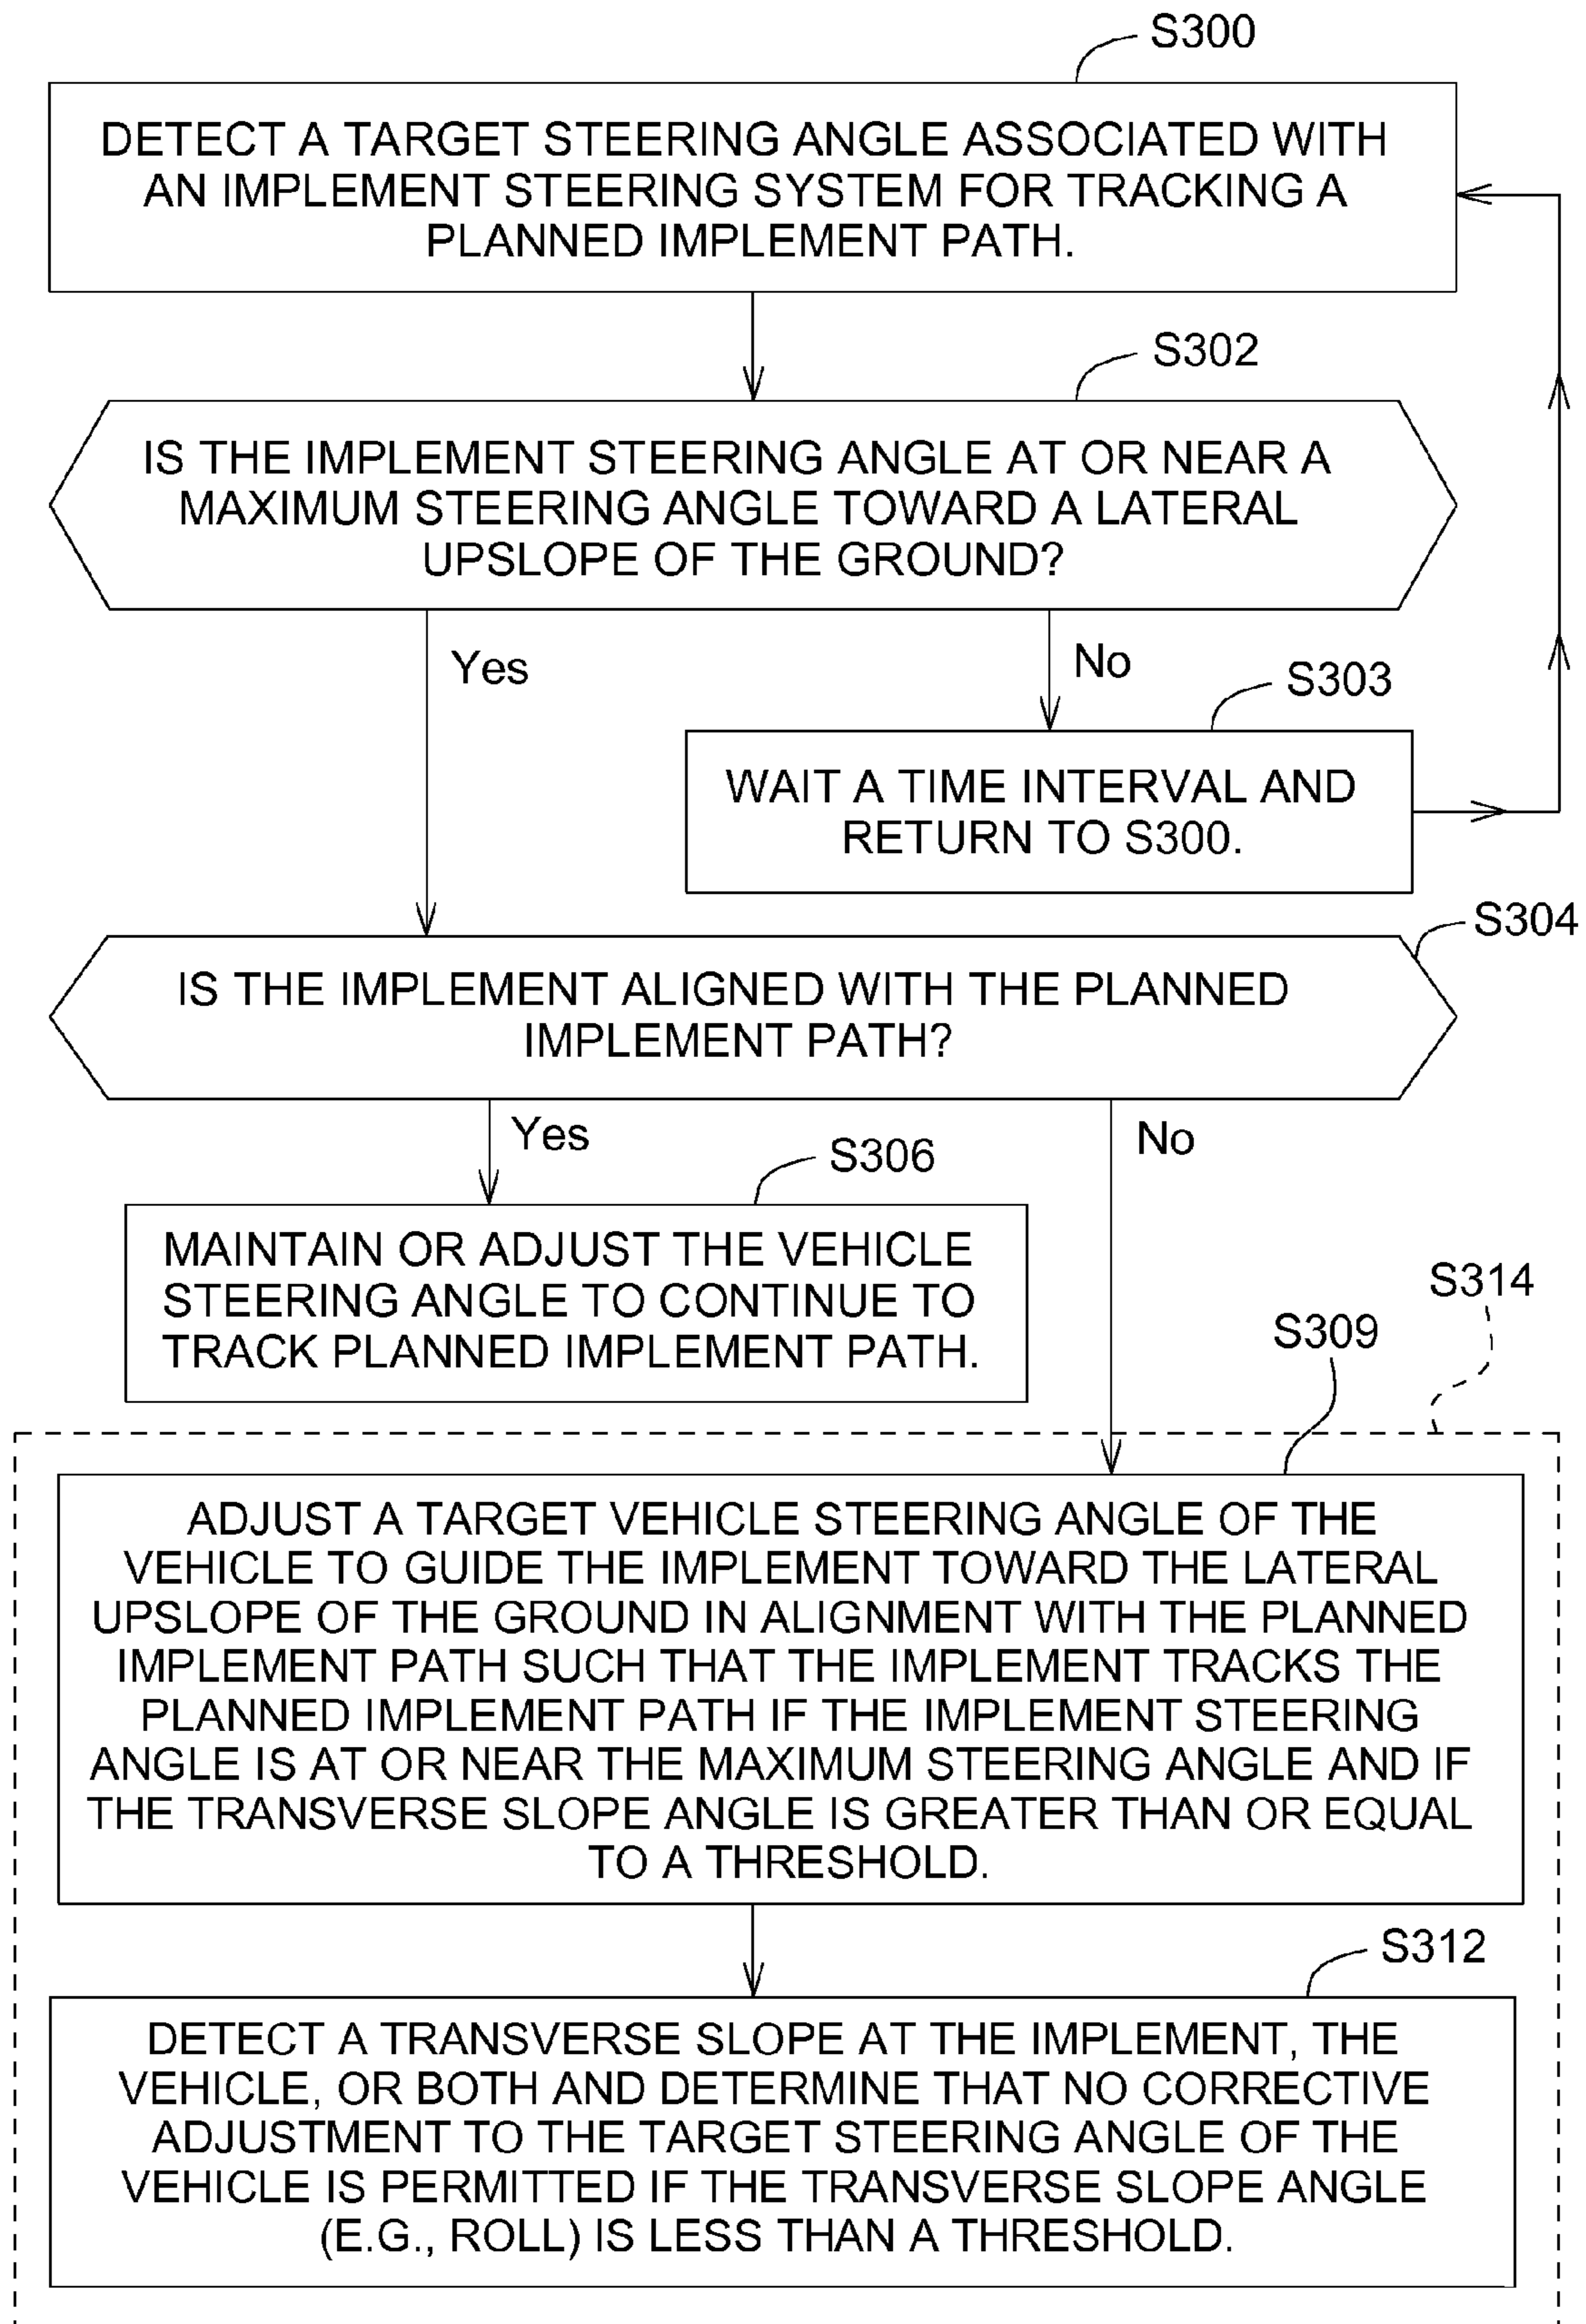 S300
DETECT A TARGET STEERING ANGLE ASSOCIATED WITH
AN IMPLEMENT STEERING SYSTEM FOR TRACKING A
PLANNED IMPLEMENT PATH.
S302
IS THE IMPLEMENT STEERING ANGLE AT OR NEAR A
MAXIMUM STEERING ANGLE TOWARD A LATERAL
UPSLOPE OF THE GROUND?
Yes
No
S303
WAIT A TIME INTERVAL AND
RETURN TO S300.
S304
IS THE IMPLEMENT ALIGNED WITH THE PLANNED
IMPLEMENT PATH?
Yes
No
S306
MAINTAIN OR ADJUST THE VEHICLE
STEERING ANGLE TO CONTINUE TO
TRACK PLANNED IMPLEMENT PATH.
S314
S309
ADJUST A TARGET VEHICLE STEERING ANGLE OF THE
VEHICLE TO GUIDE THE IMPLEMENT TOWARD THE LATERAL
UPSLOPE OF THE GROUND IN ALIGNMENT WITH THE PLANNED
IMPLEMENT PATH SUCH THAT THE IMPLEMENT TRACKS THE
PLANNED IMPLEMENT PATH IF THE IMPLEMENT STEERING
ANGLE IS AT OR NEAR THE MAXIMUM STEERING ANGLE AND IF
THE TRANSVERSE SLOPE ANGLE IS GREATER THAN OR EQUAL
TO A THRESHOLD.
S312
DETECT A TRANSVERSE SLOPE AT THE IMPLEMENT, THE
VEHICLE, OR BOTH AND DETERMINE THAT NO CORRECTIVE
ADJUSTMENT TO THE TARGET STEERING ANGLE OF THE
VEHICLE IS PERMITTED IF THE TRANSVERSE SLOPE ANGLE
(E.G., ROLL) IS LESS THAN A THRESHOLD.